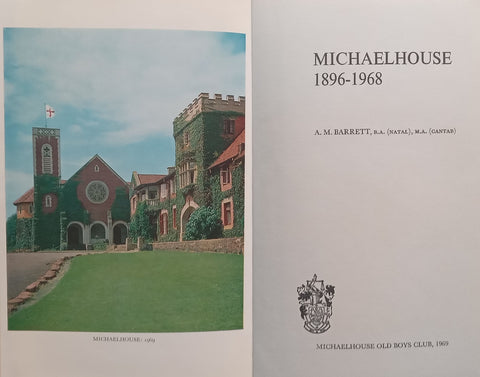 MICHAELHOUSE: 1969
MICHAELHOUSE
1896-1968
A. M. BARRETT, B.A. (NATAL), M.A. (CANTAB)
MICHAELHOUSE OLD BOYS CLUB, 1969